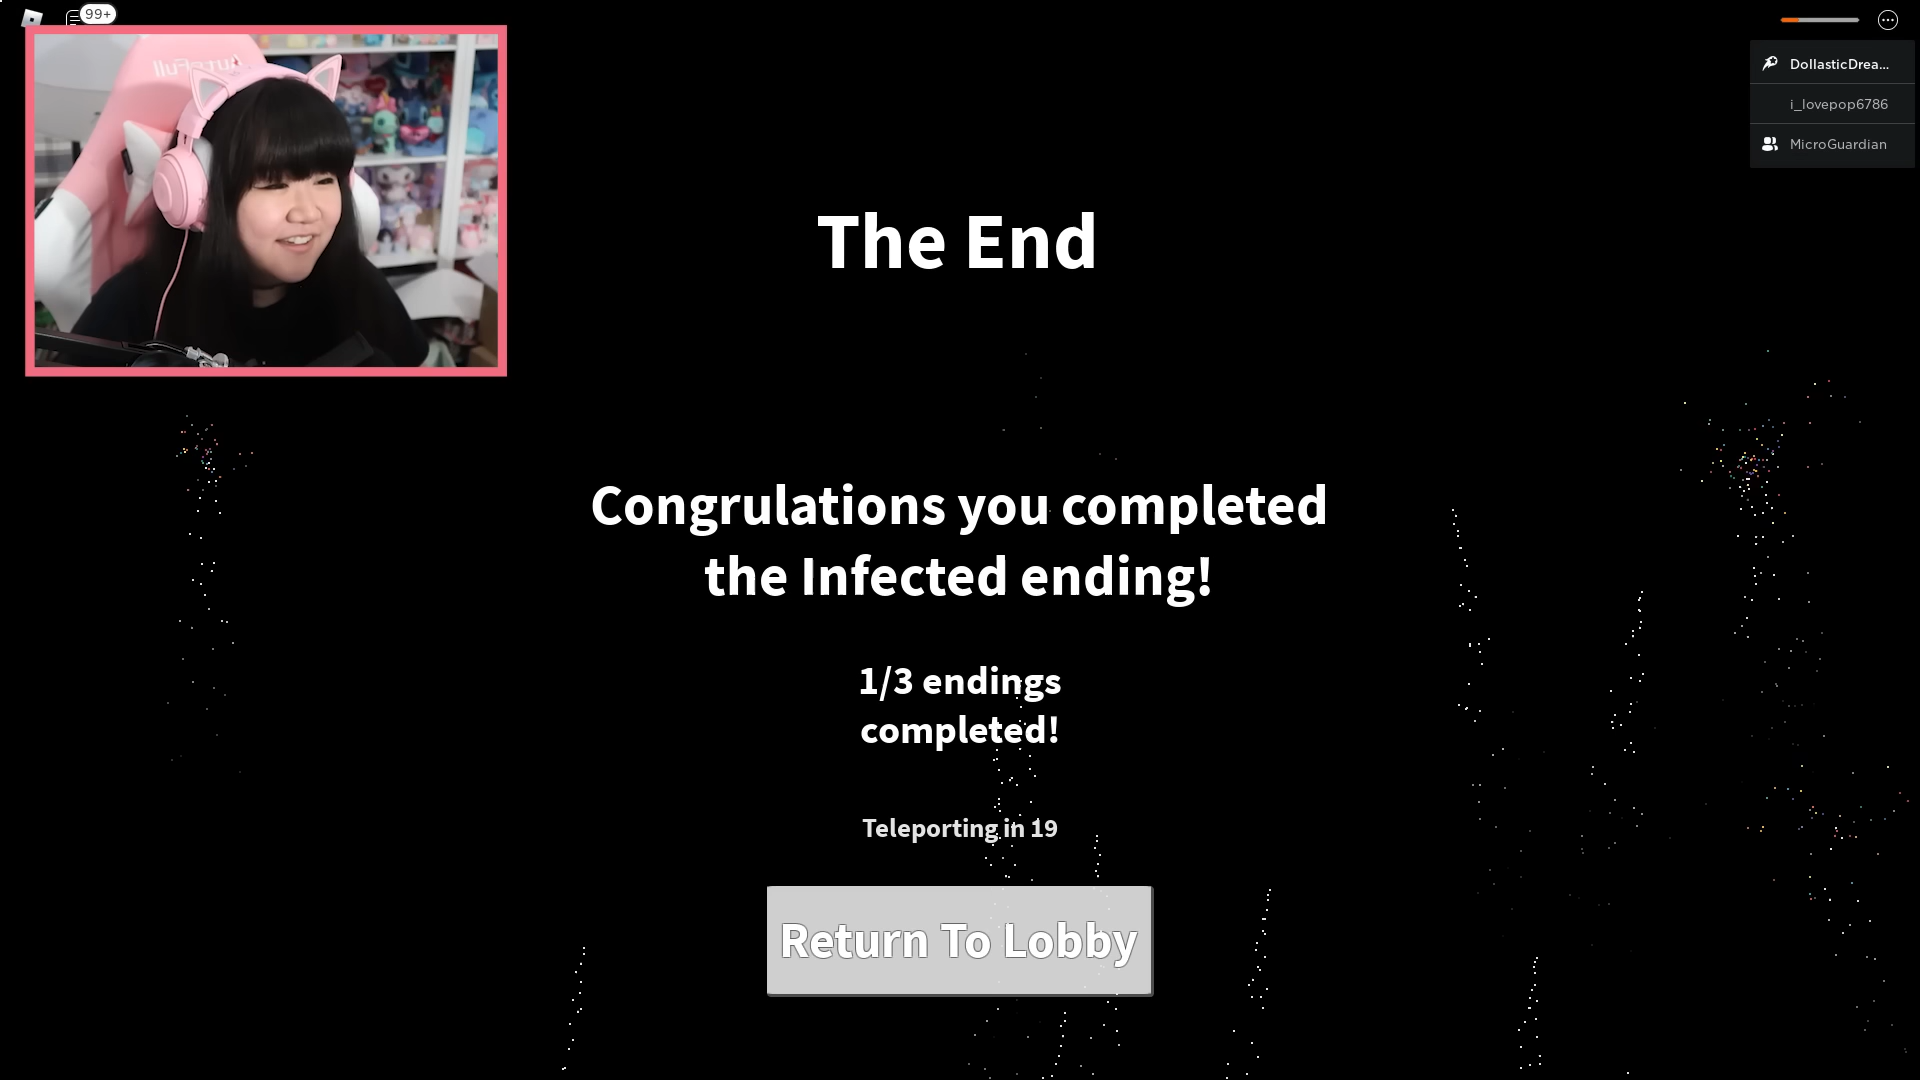 99+
DollasticDrea...
i_lovepop6786
MicroGuardian
The End
Congrulations you completed
the Infected ending!
1/3 endings
completed!
Teleporting in 19
Return To Lobby